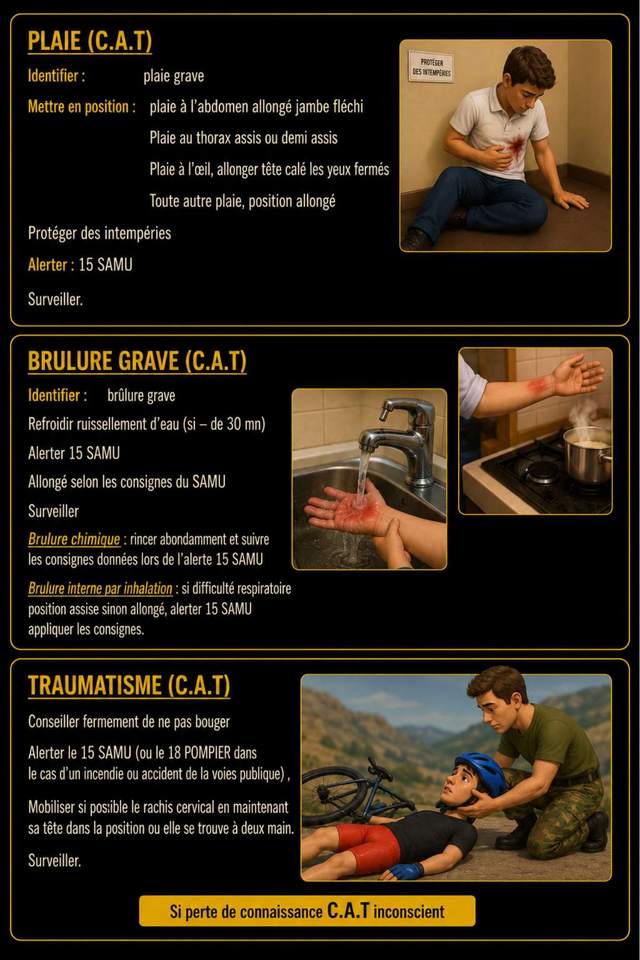 PLAIE (C.A.T)
Identifier : plaie grave
Mettre en position : plaie à l'abdomen allongé jambe fléchi
Plaie au thorax assis ou demi assis
Plaie à l'œil, allonger tête calé les yeux fermés
Toute autre plaie, position allongé
Protéger des intempéries
Alerter : 15 SAMU
Surveiller.
PROTÉGER
DES INTEMPÉRIES
BRULURE GRAVE (C.A.T)
Identifier : brûlure grave
Refroidir ruissellement d'eau (si – de 30 mn)
Alerter 15 SAMU
Allongé selon les consignes du SAMU
Surveiller
Brulure chimique : rincer abondamment et suivre
les consignes données lors de l'alerte 15 SAMU
Brulure interne par inhalation : si difficulté respiratoire
position assise sinon allongé, alerter 15 SAMU
appliquer les consignes.
TRAUMATISME (C.A.T)
Conseiller fermement de ne pas bouger
Alerter le 15 SAMU (ou le 18 POMPIER dans
le cas d'un incendie ou accident de la voies publique) ,
Mobiliser si possible le rachis cervical en maintenant
sa tête dans la position ou elle se trouve à deux main.
Surveiller.
Si perte de connaissance C.A.T inconscient